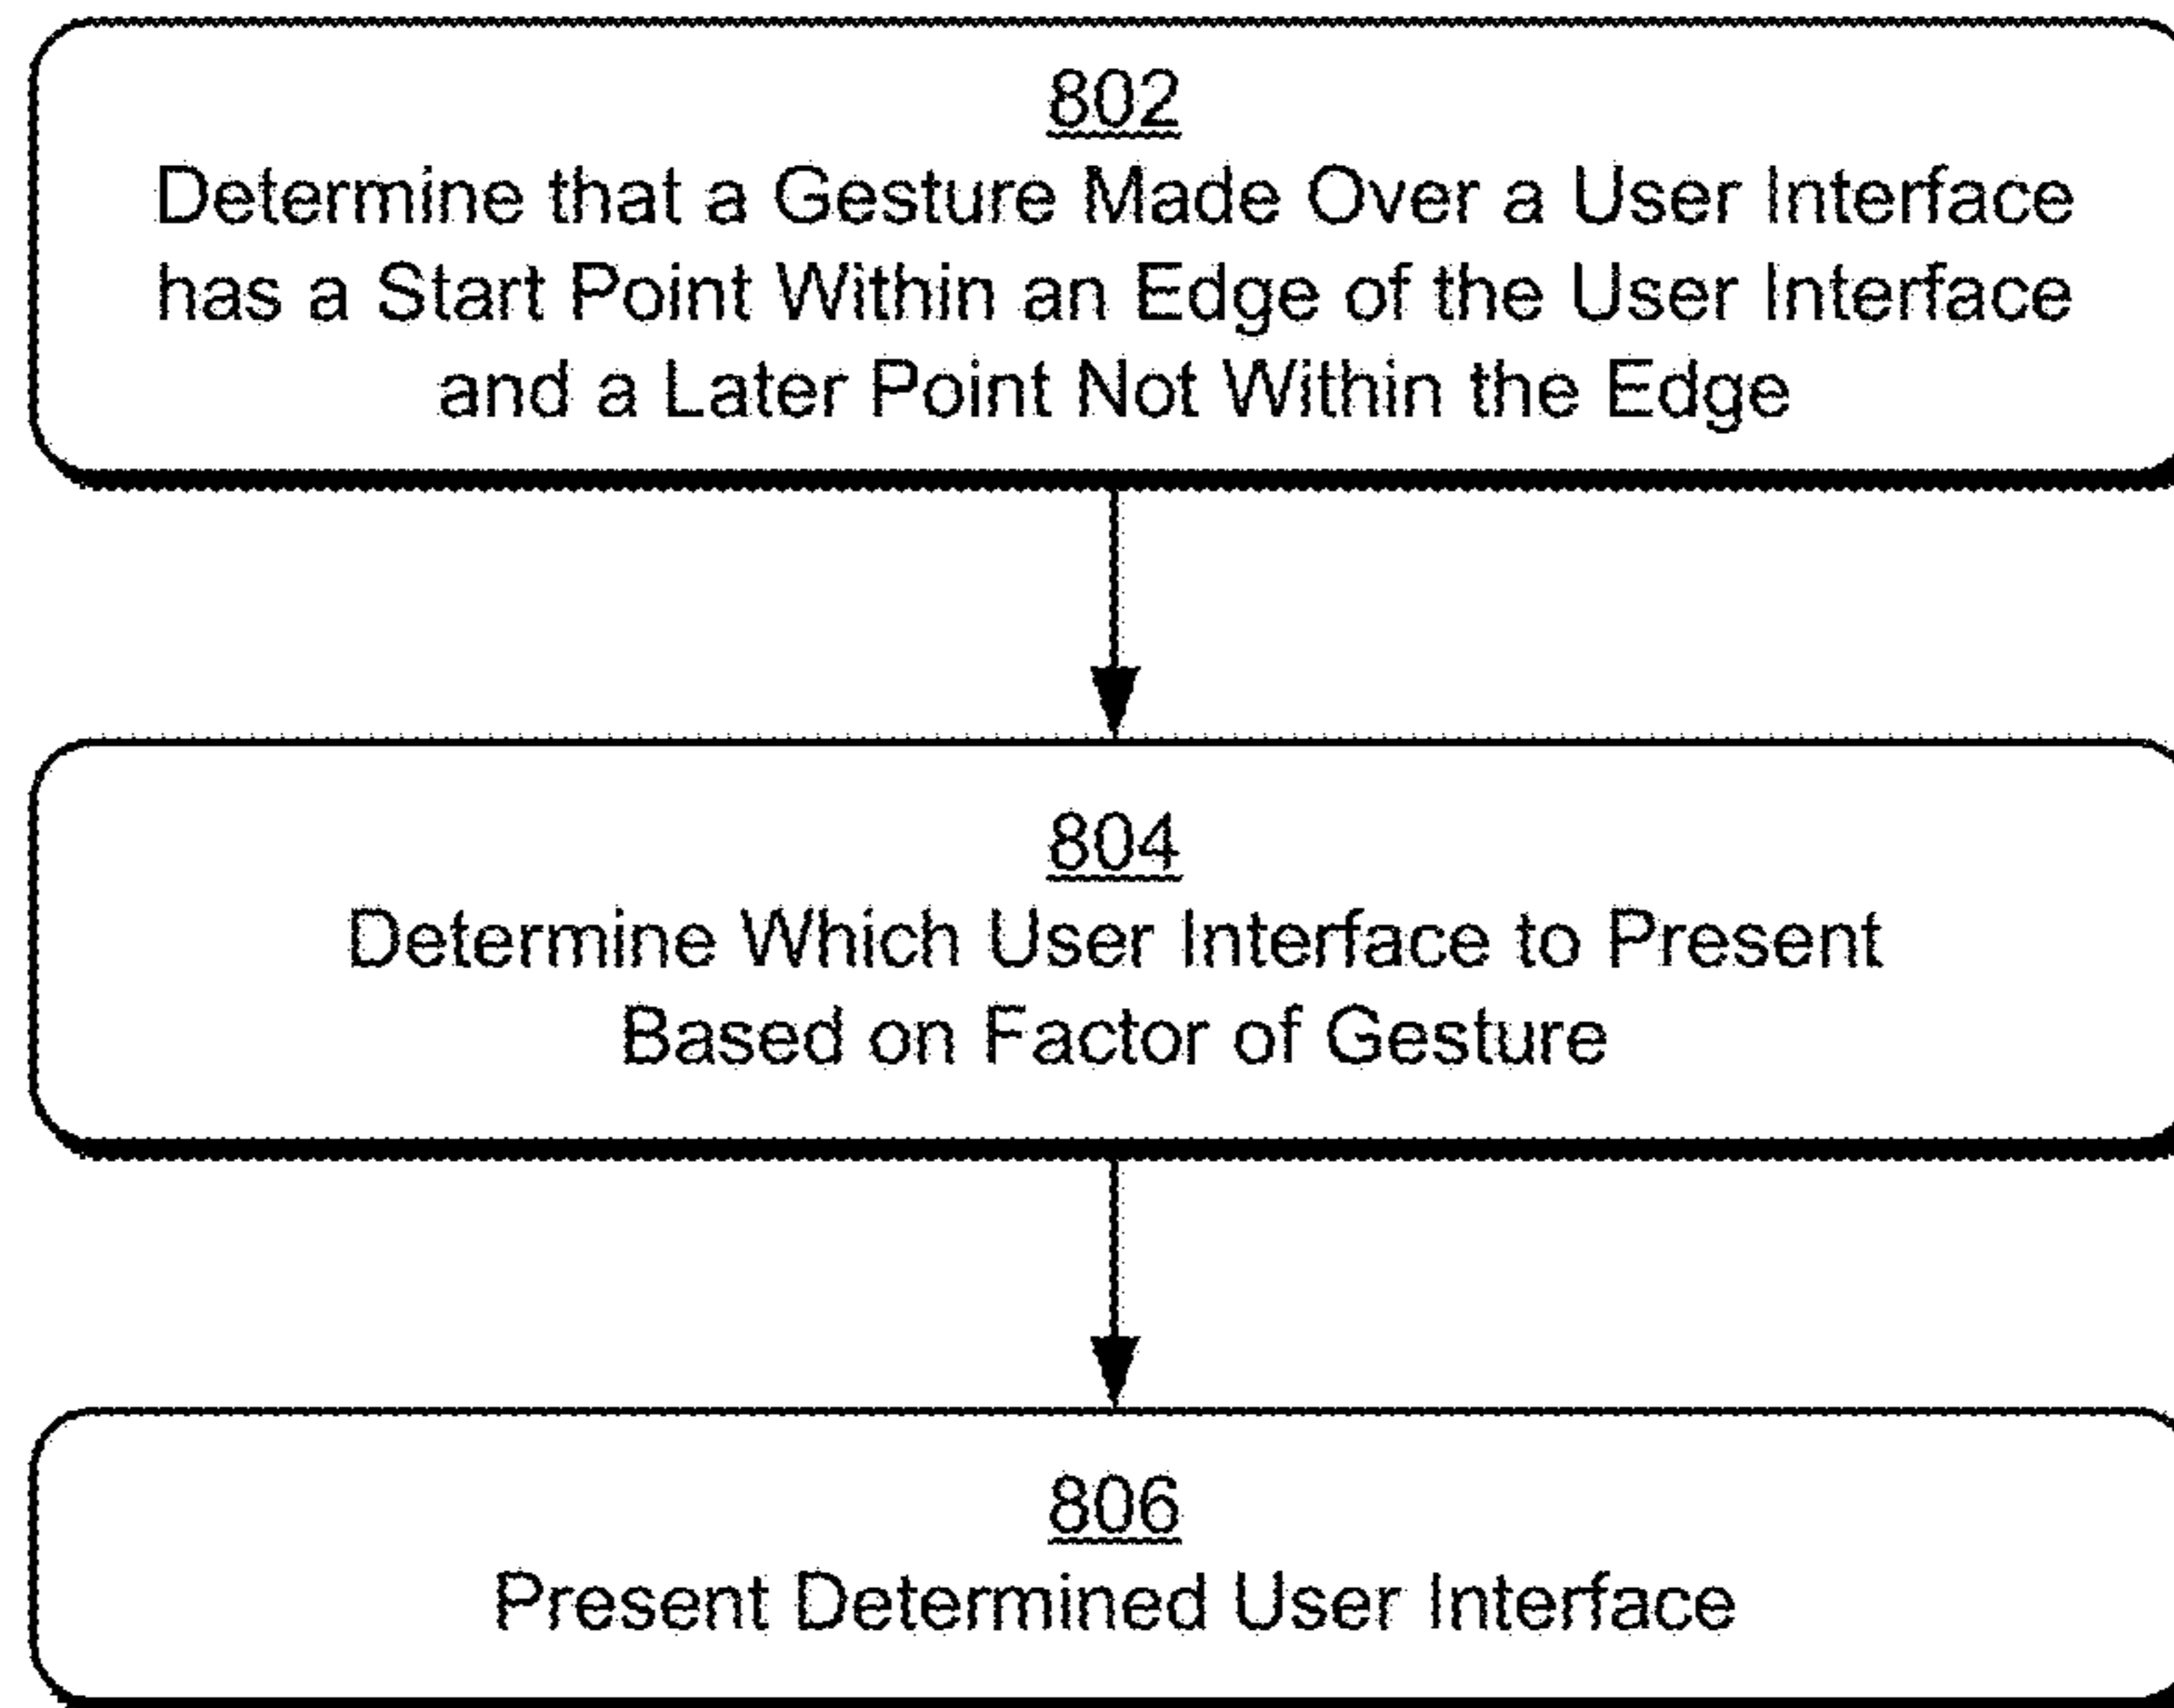 802
Determine that a Gesture Made Over a User Interface
has a Start Point Within an Edge of the User Interface
and a Later Point Not Within the Edge
804
Determine Which User Interface to Present
Based on Factor of Gesture
806
Present Determined User Interface